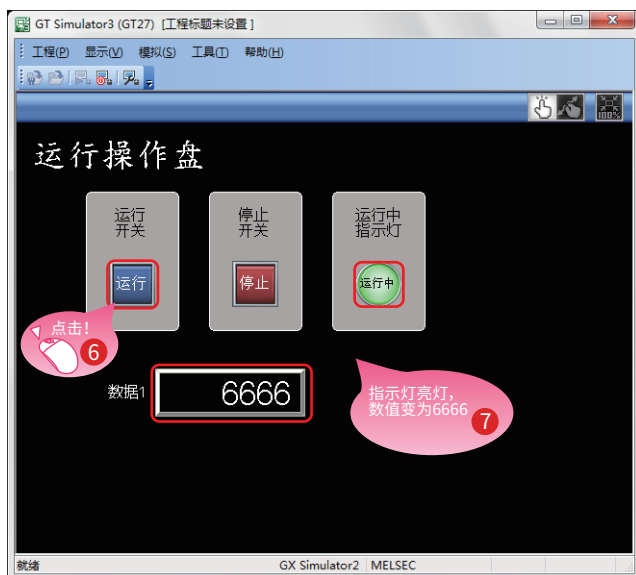 GT Simulator3 (GT27) [工程标题未设置 ]
工程(P) 显示(V) 模拟(S) 工具(T) 帮助(H)
100%
运行操作盘
运行
开关
停止
开关
运行中
指示灯
运行
停止
运行中
点击!
6
数据1
6666
指示灯亮灯,
数值变为6666
7
就绪
GX Simulator2
MELSEC